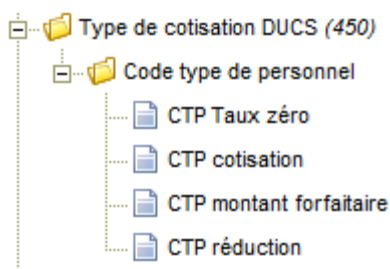 Type de cotisation DUCS (450)
Code type de personnel
CTP Taux zéro
CTP cotisation
CTP montant forfaitaire
CTP réduction